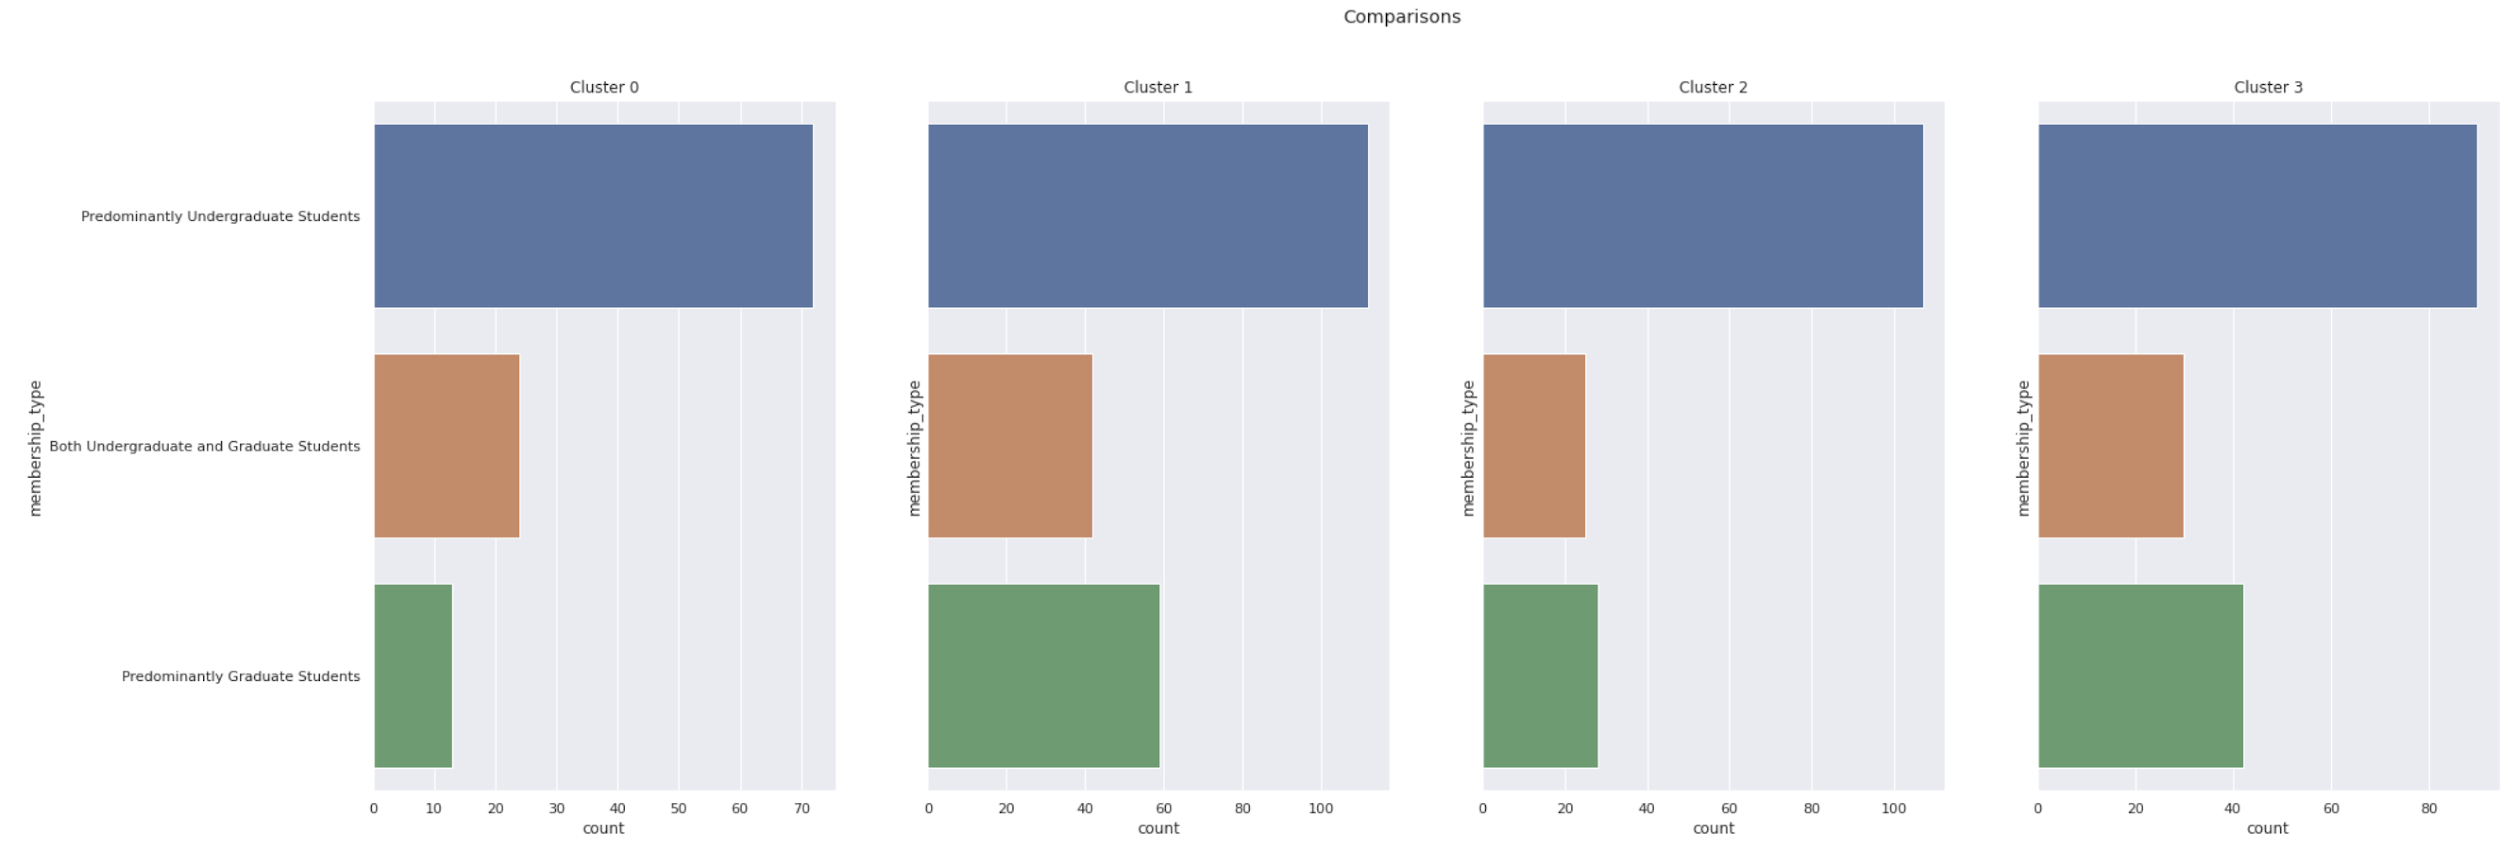 Comparisons
Cluster 0
Cluster 1
Cluster 2
Cluster 3
membership_type
Predominantly Undergraduate Students
Both Undergraduate and Graduate Students
Predominantly Graduate Students
membership_type
membership_type
membership_type
0 10 20 30 40 50 60 70
count
0 20 40 60 80 100
count
0 20 40 60 80 100
count
0 20 40 60 80
count